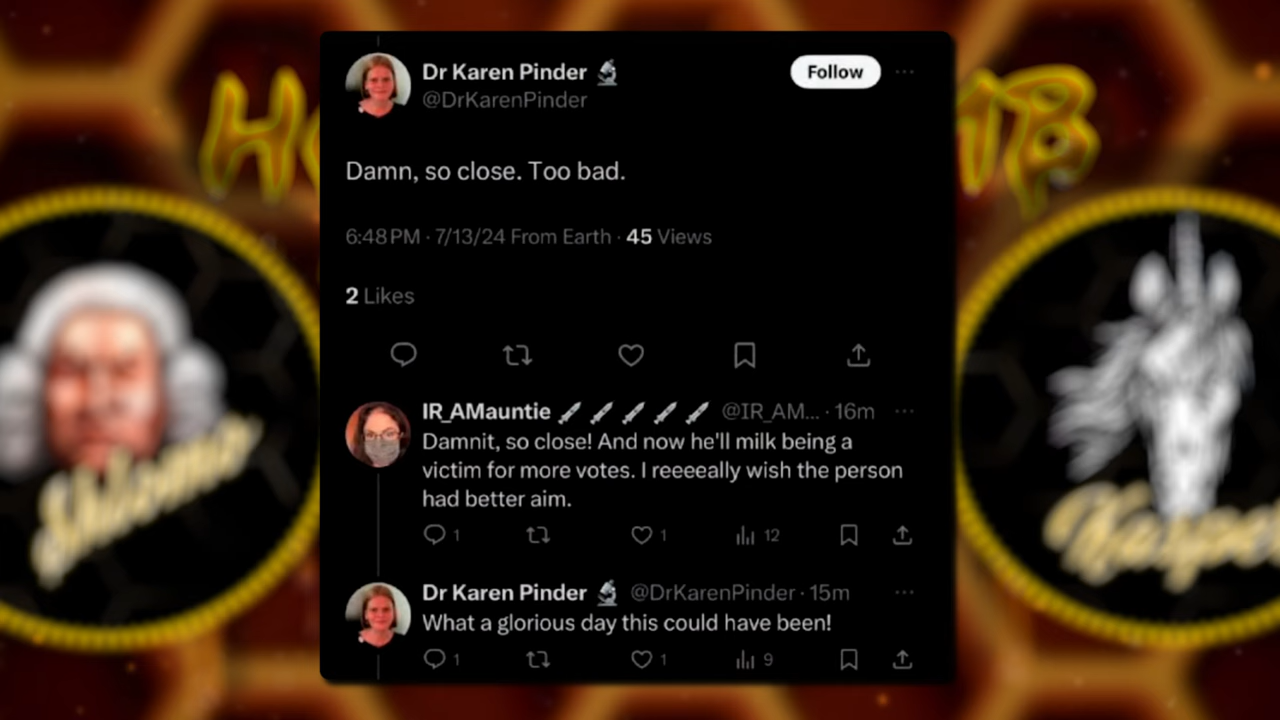 Dr Karen Pinder
Follow
@DrKarenPinder
Damn, so close. Too bad.
6:48 PM · 7/13/24 From Earth · 45 Views
2 Likes
IR_AMauntie @IR_AM... · 16m
Damnit, so close! And now he'll milk being a
victim for more votes. I reeeeally wish the person
had better aim.
1 1 12
Dr Karen Pinder @DrKarenPinder · 15m
What a glorious day this could have been!
1 1 9
Shlomo